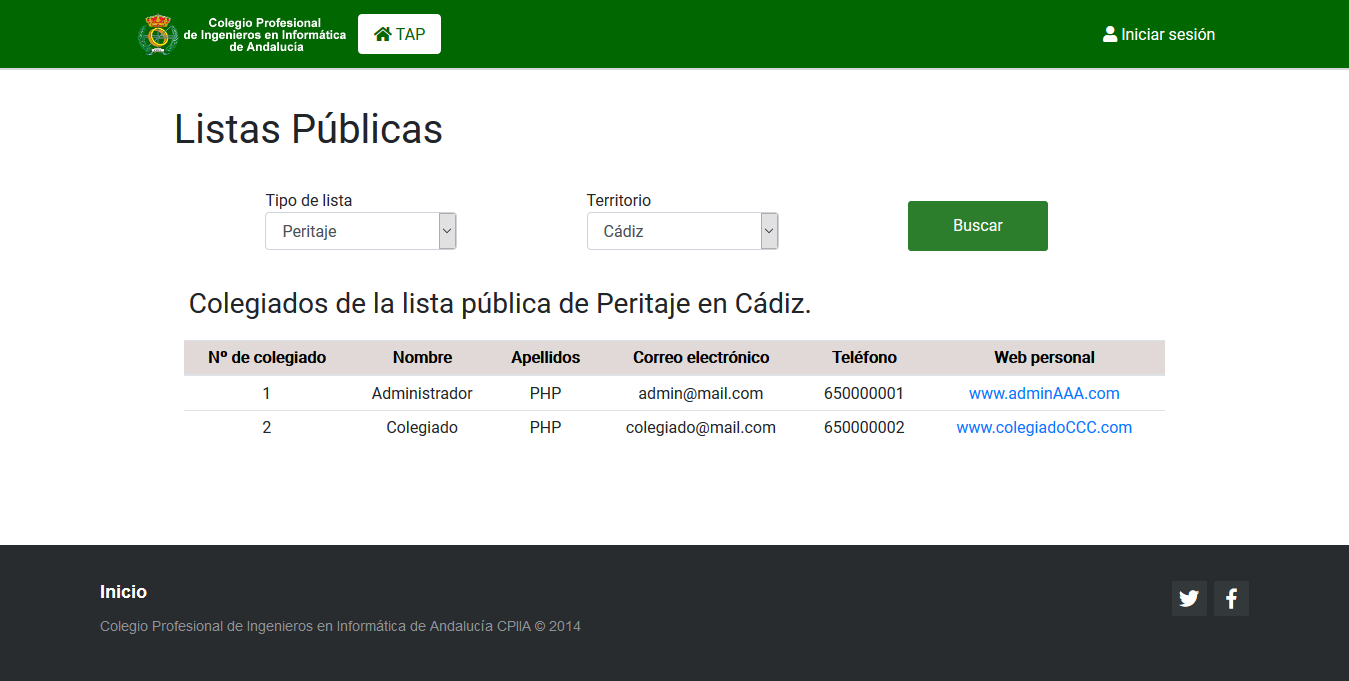 Colegio Profesional
de Ingenieros en Informática
de Andalucía
TAP
Iniciar sesión
Listas Públicas
Tipo de lista
Territorio
Peritaje
Cádiz
Buscar
Colegiados de la lista pública de Peritaje en Cádiz.
Nº de colegiado Nombre Apellidos Correo electrónico Teléfono Web personal
1 Administrador PHP admin@mail.com 650000001 www.adminAAA.com
2 Colegiado PHP colegiado@mail.com 650000002 www.colegiadoCCC.com
Inicio
Colegio Profesional de Ingenieros en Informática de Andalucía CPIIA © 2014